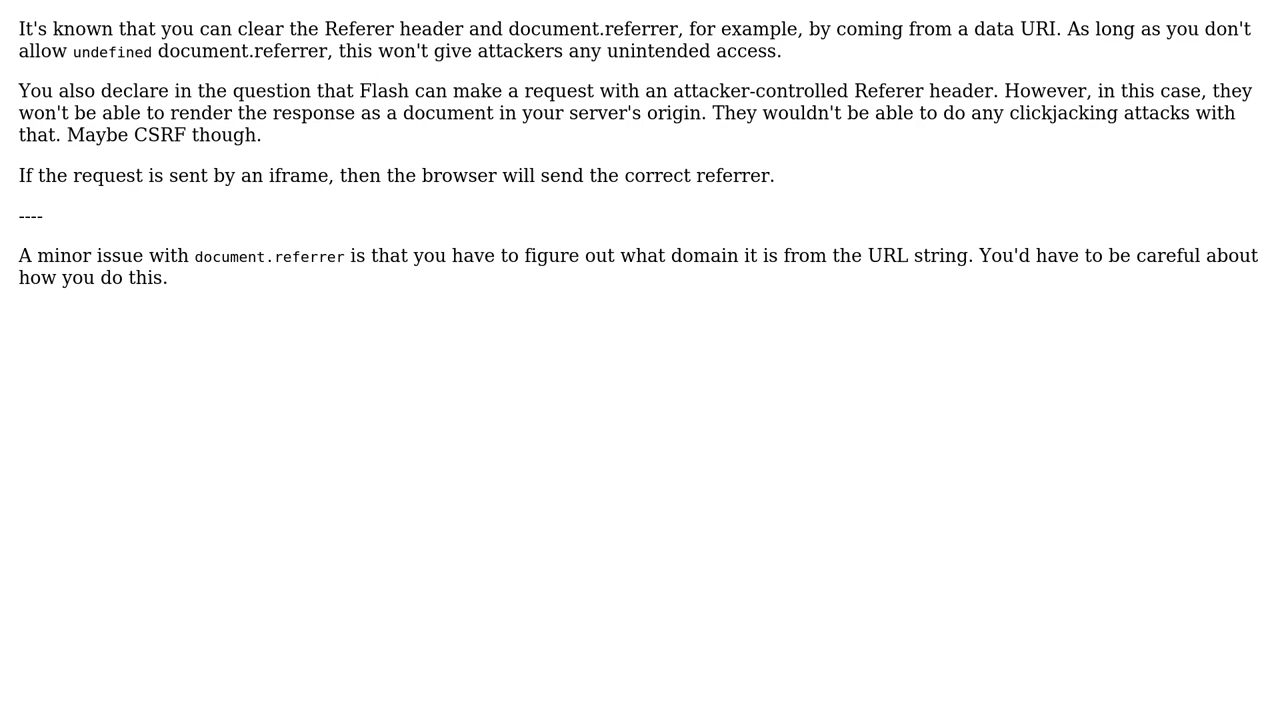 It's known that you can clear the Referer header and document.referrer, for example, by coming from a data URI. As long as you don't
allow undefined document.referrer, this won't give attackers any unintended access.
You also declare in the question that Flash can make a request with an attacker-controlled Referer header. However, in this case, they
won't be able to render the response as a document in your server's origin. They wouldn't be able to do any clickjacking attacks with
that. Maybe CSRF though.
If the request is sent by an iframe, then the browser will send the correct referrer.
----
A minor issue with document.referrer is that you have to figure out what domain it is from the URL string. You'd have to be careful about
how you do this.